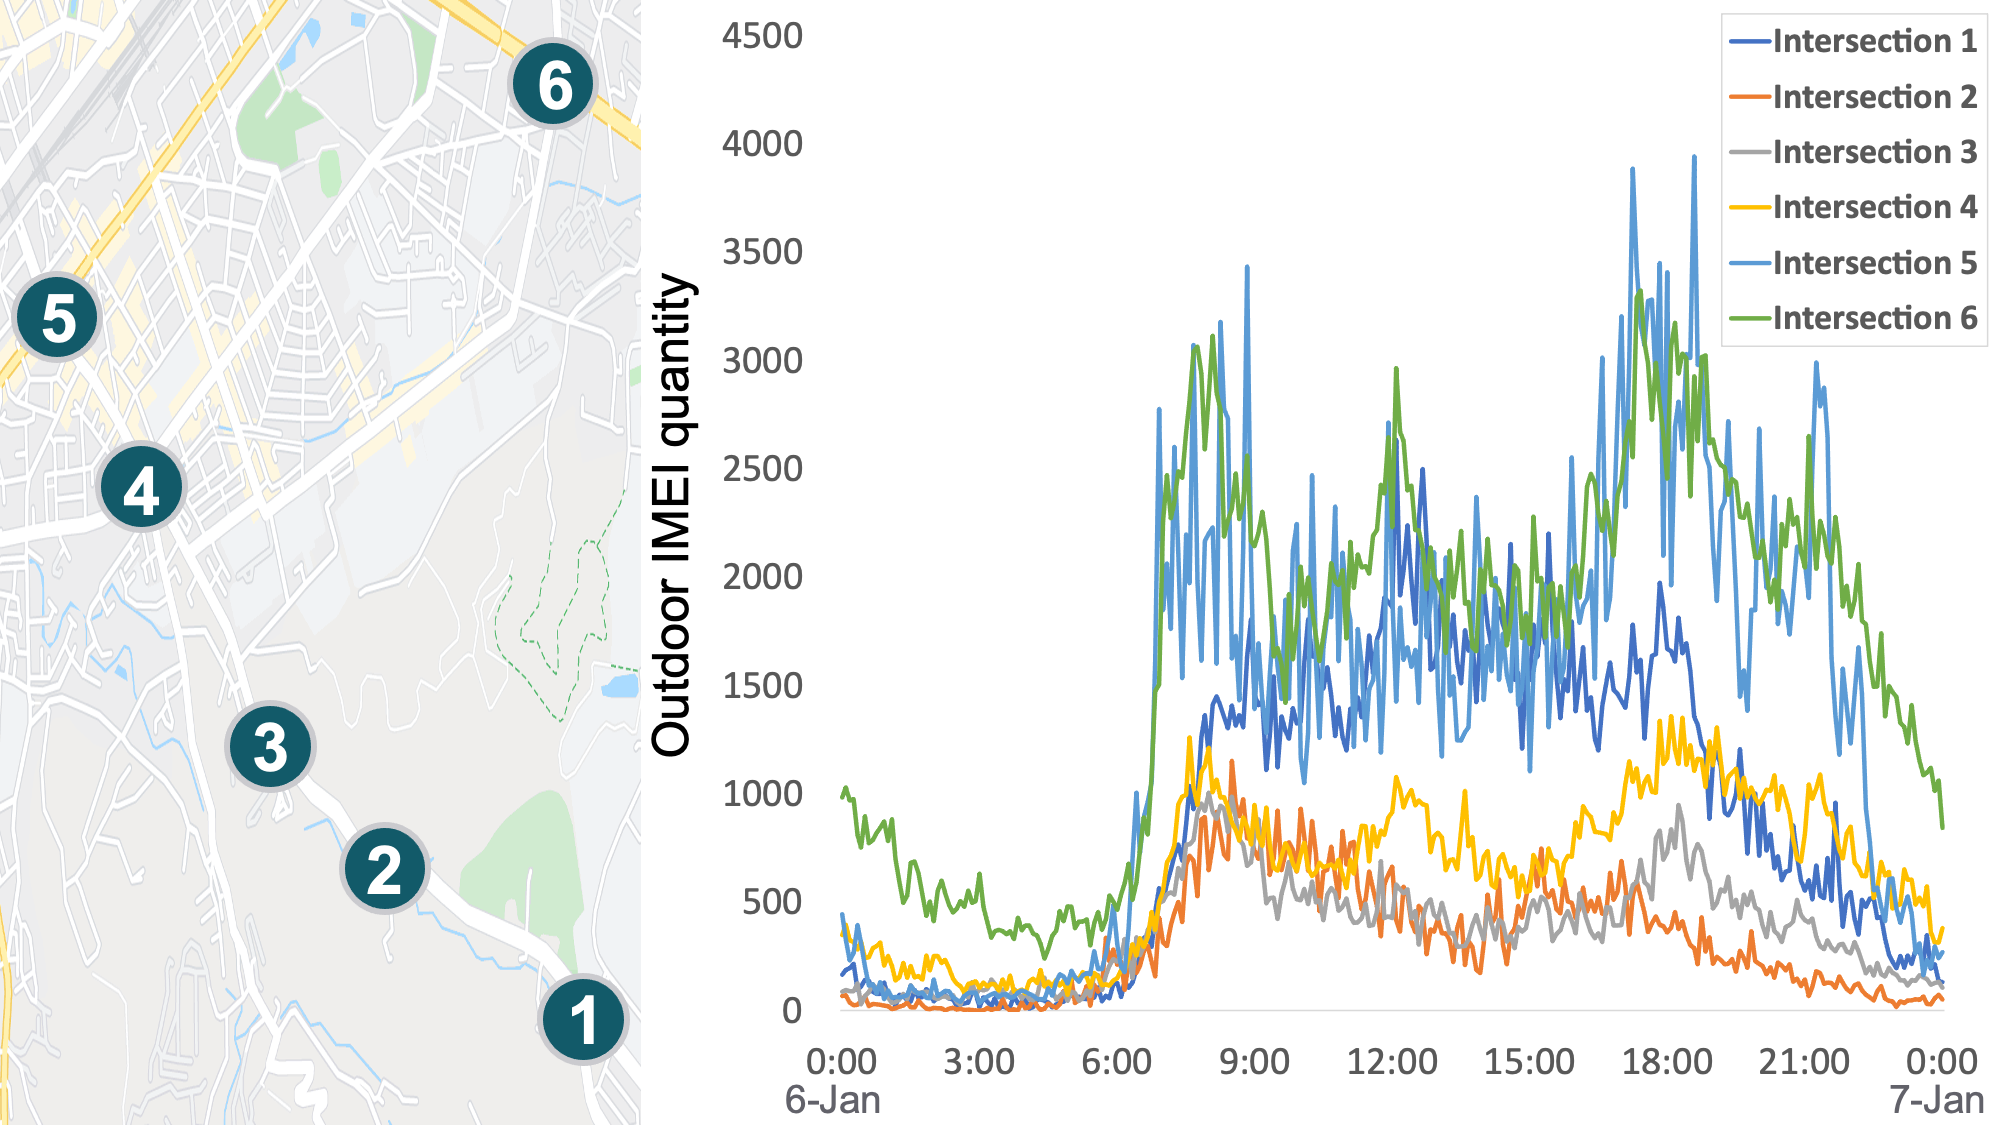 6
5
4
3
2
1
Outdoor IMEI quantity
4500
4000
3500
3000
2500
2000
1500
1000
500
0
0:00 3:00 6:00 9:00 12:00 15:00 18:00 21:00 0:00
6-Jan 7-Jan
Intersection 1
Intersection 2
Intersection 3
Intersection 4
Intersection 5
Intersection 6